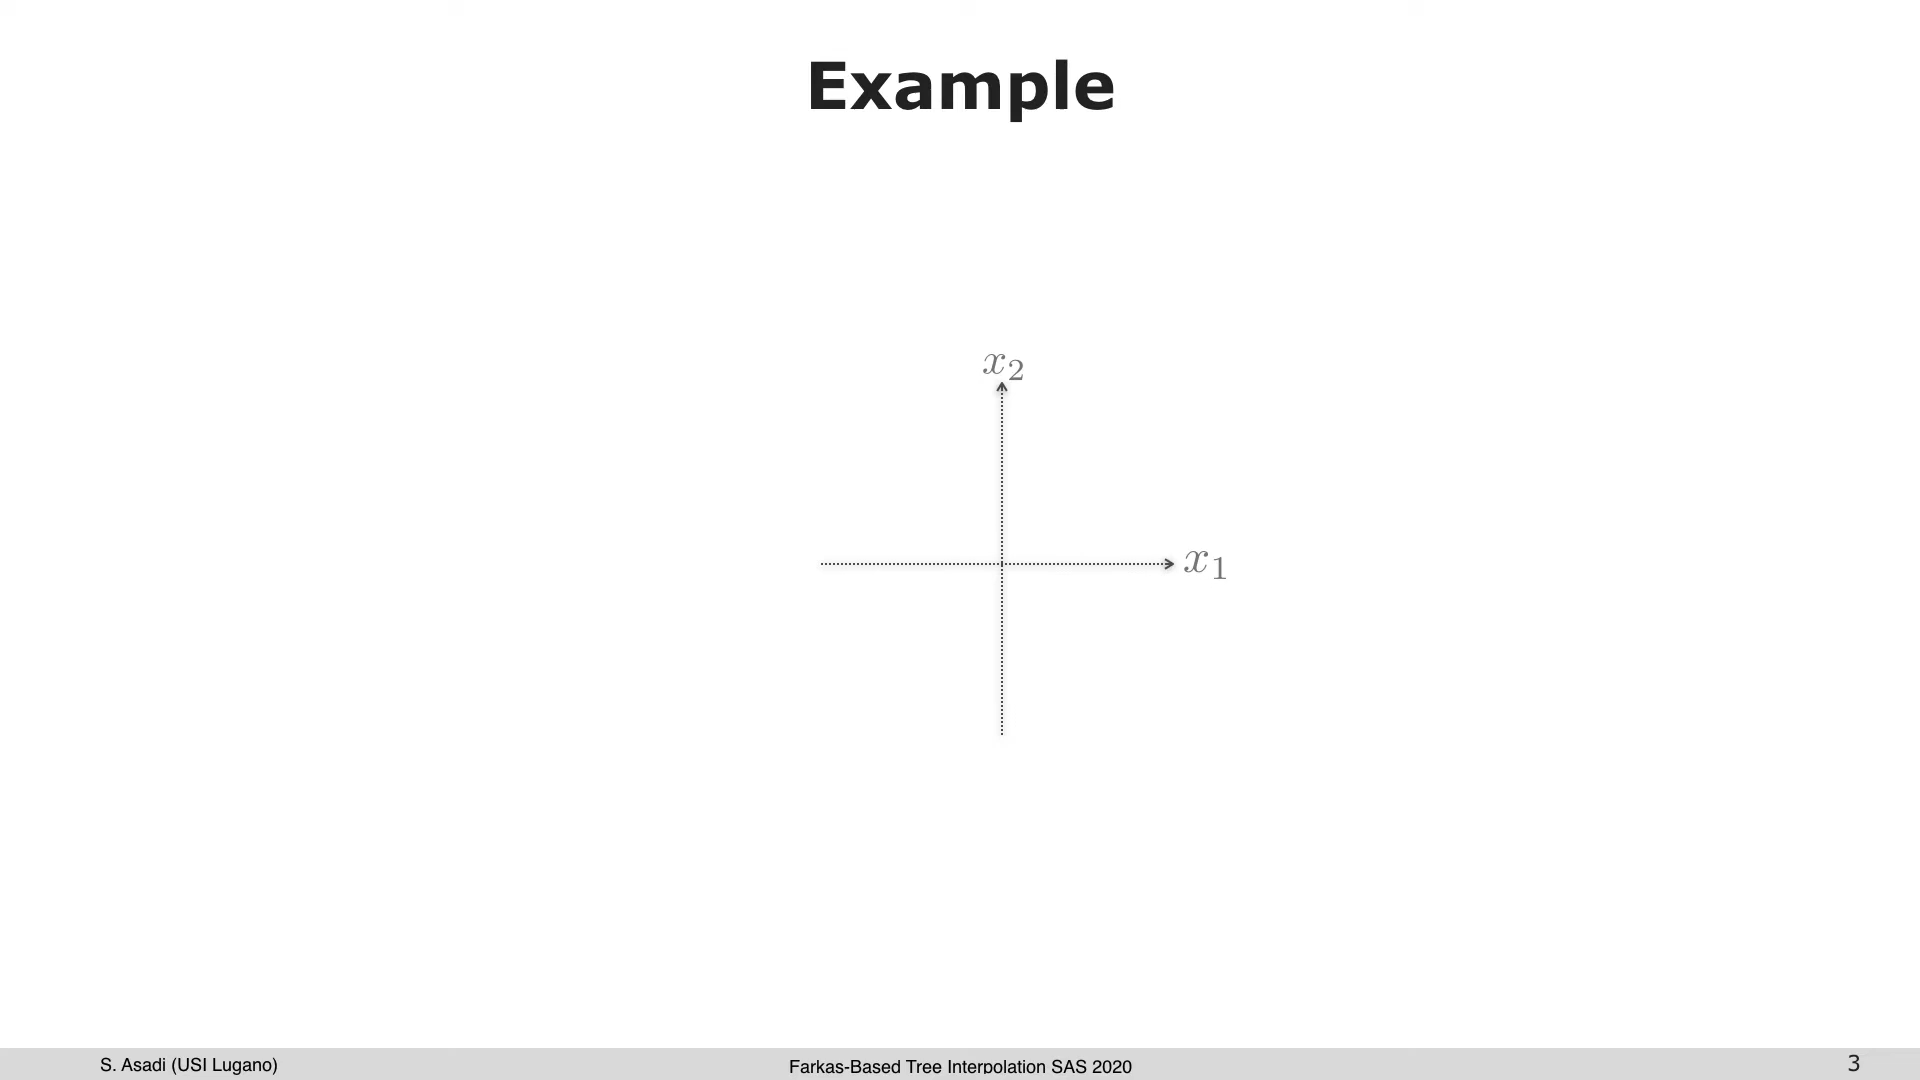 Example
x₂
x₁
S. Asadi (USI Lugano)
Farkas-Based Tree Interpolation SAS 2020
3